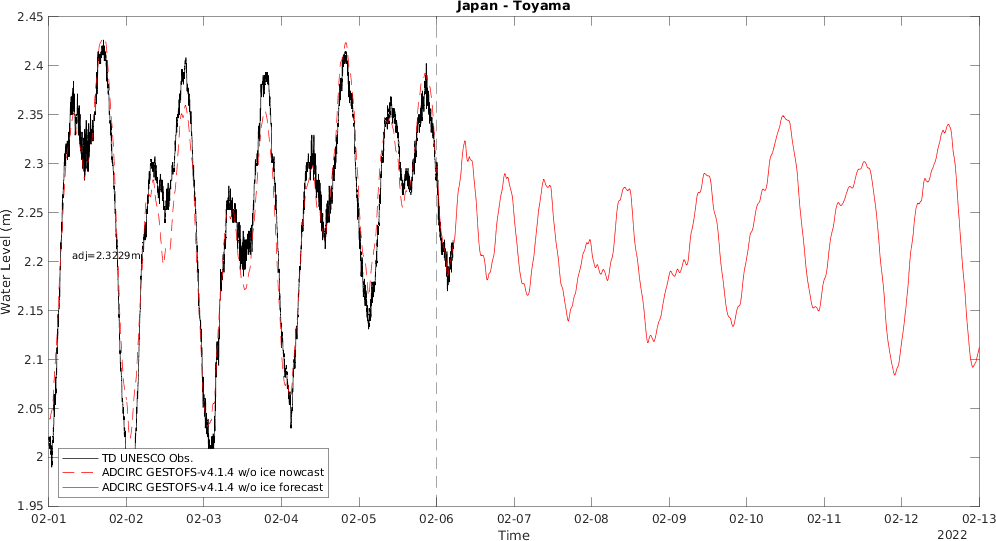 Japan - Toyama
2.45
2.4
2.35
2.3
2.25
2.2
2.15
2.1
2.05
2
1.95
Water Level (m)
adj=2.3229m
TD UNESCO Obs.
ADCIRC GESTOFS-v4.1.4 w/o ice nowcast
ADCIRC GESTOFS-v4.1.4 w/o ice forecast
02-01 02-02 02-03 02-04 02-05 02-06 02-07 02-08 02-09 02-10 02-11 02-12 02-13
Time
2022